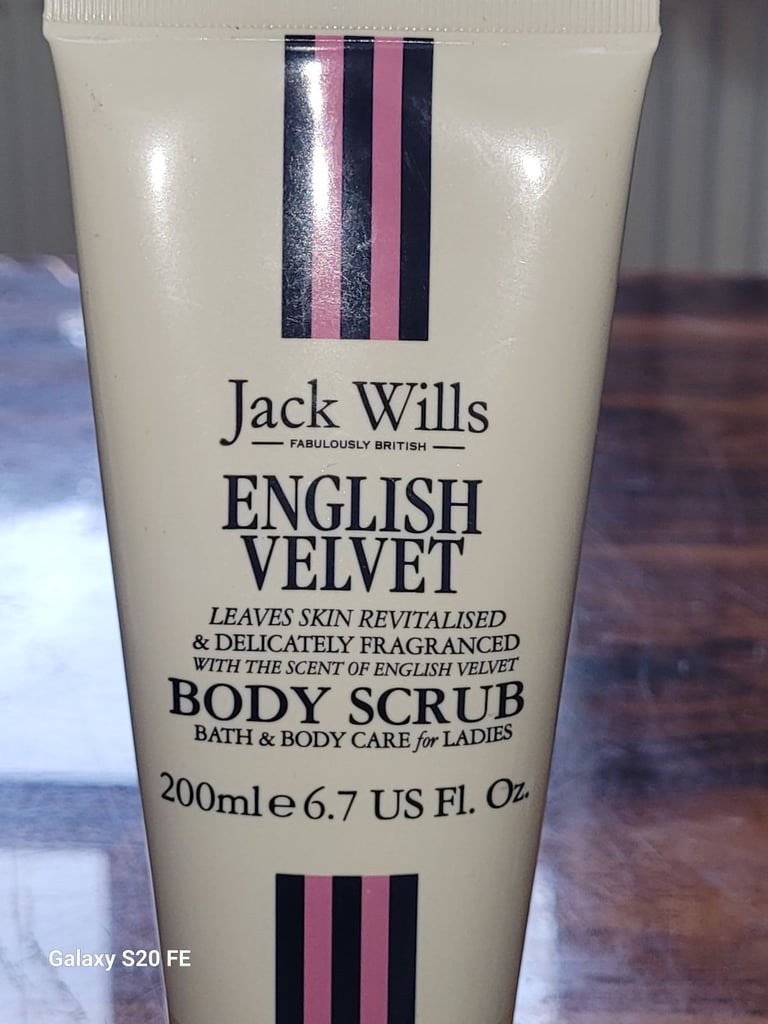 Jack Wills
FABULOUSLY BRITISH
ENGLISH
VELVET
LEAVES SKIN REVITALISED
& DELICATELY FRAGRANCED
WITH THE SCENT OF ENGLISH VELVET
BODY SCRUB
BATH & BODY CARE for LADIES
200ml e 6.7 US Fl. Oz.
Galaxy S20 FE